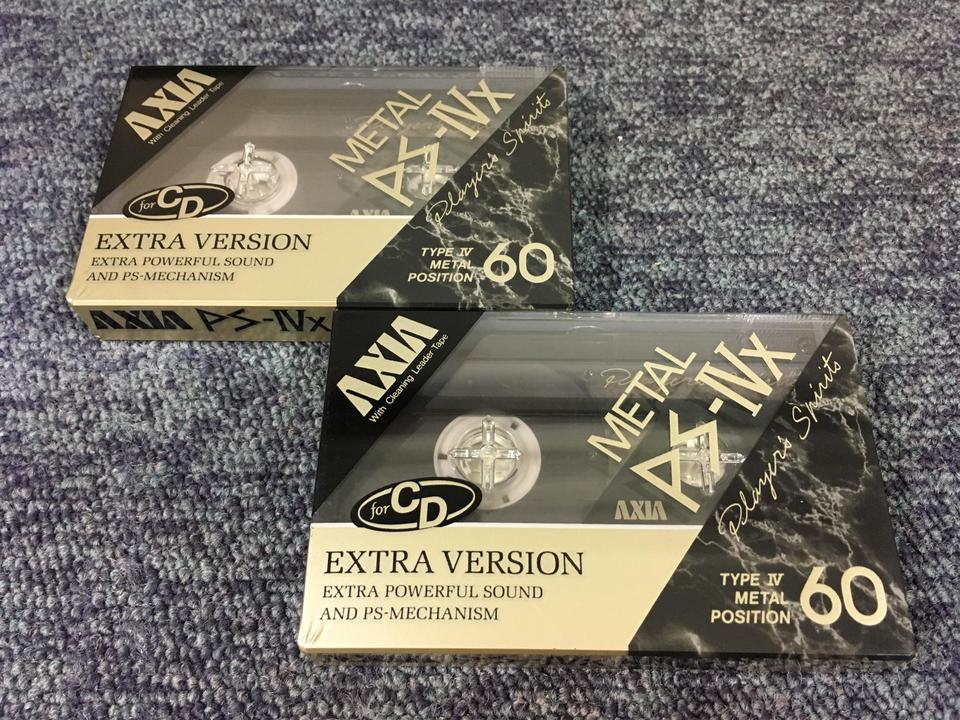 AXIA
With Cleaning Leader Tape
METAL
PS-IVx
Player's Spirits
for CD
EXTRA VERSION
EXTRA POWERFUL SOUND
AND PS-MECHANISM
TYPE IV
METAL
POSITION
60
AXIA PS-IVx
AXIA
With Cleaning Leader Tape
METAL
PS-IVx
Player's Spirits
for CD
AXIA
EXTRA VERSION
EXTRA POWERFUL SOUND
AND PS-MECHANISM
TYPE IV
METAL
POSITION
60